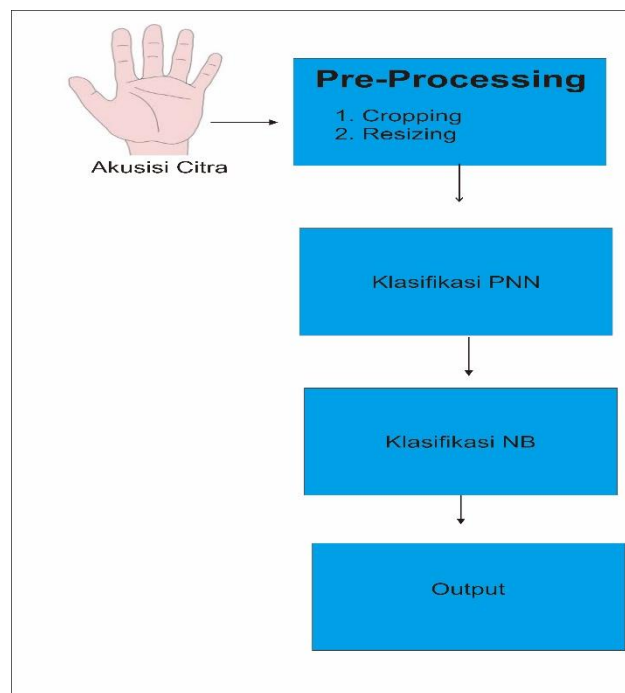 Akusisi Citra
Pre-Processing
1. Cropping
2. Resizing
Klasifikasi PNN
Klasifikasi NB
Output